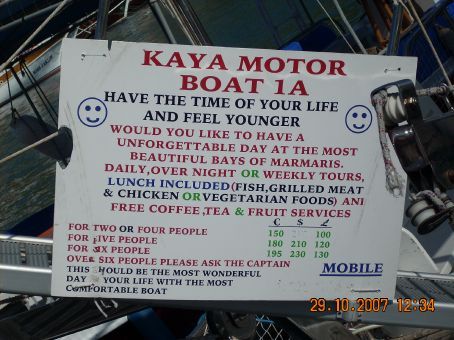 KAYA MOTOR
BOAT 1A
HAVE THE TIME OF YOUR LIFE
AND FEEL YOUNGER
WOULD YOU LIKE TO HAVE A
UNFORGETTABLE DAY AT THE MOST
BEAUTIFUL BAYS OF MARMARIS.
DAILY,OVER NIGHT OR WEEKLY TOURS,
LUNCH INCLUDED(FISH,GRILLED MEAT
& CHICKEN OR VEGETARIAN FOODS) AN
FREE COFFEE,TEA & FRUIT SERVICES
€ $ £
FOR TWO OR FOUR PEOPLE 150 100
FOR FIVE PEOPLE 180 210 120
FOR SIX PEOPLE 195 230 130
OVER SIX PEOPLE PLEASE ASK THE CAPTAIN
THIS SHOULD BE THE MOST WONDERFUL MOBILE
DAY YOUR LIFE WITH THE MOST
COMFORTABLE BOAT
29.10.2007 12:34